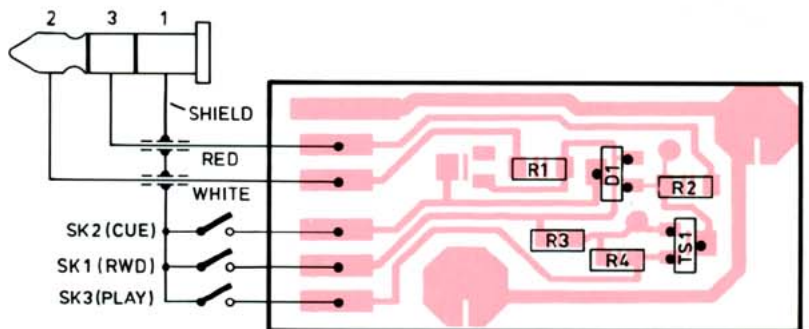 2 3 1
SHIELD
RED
WHITE
SK2 (CUE)
SK1 (RWD)
SK3(PLAY)
R1
D1
R2
R3
R4
TS1